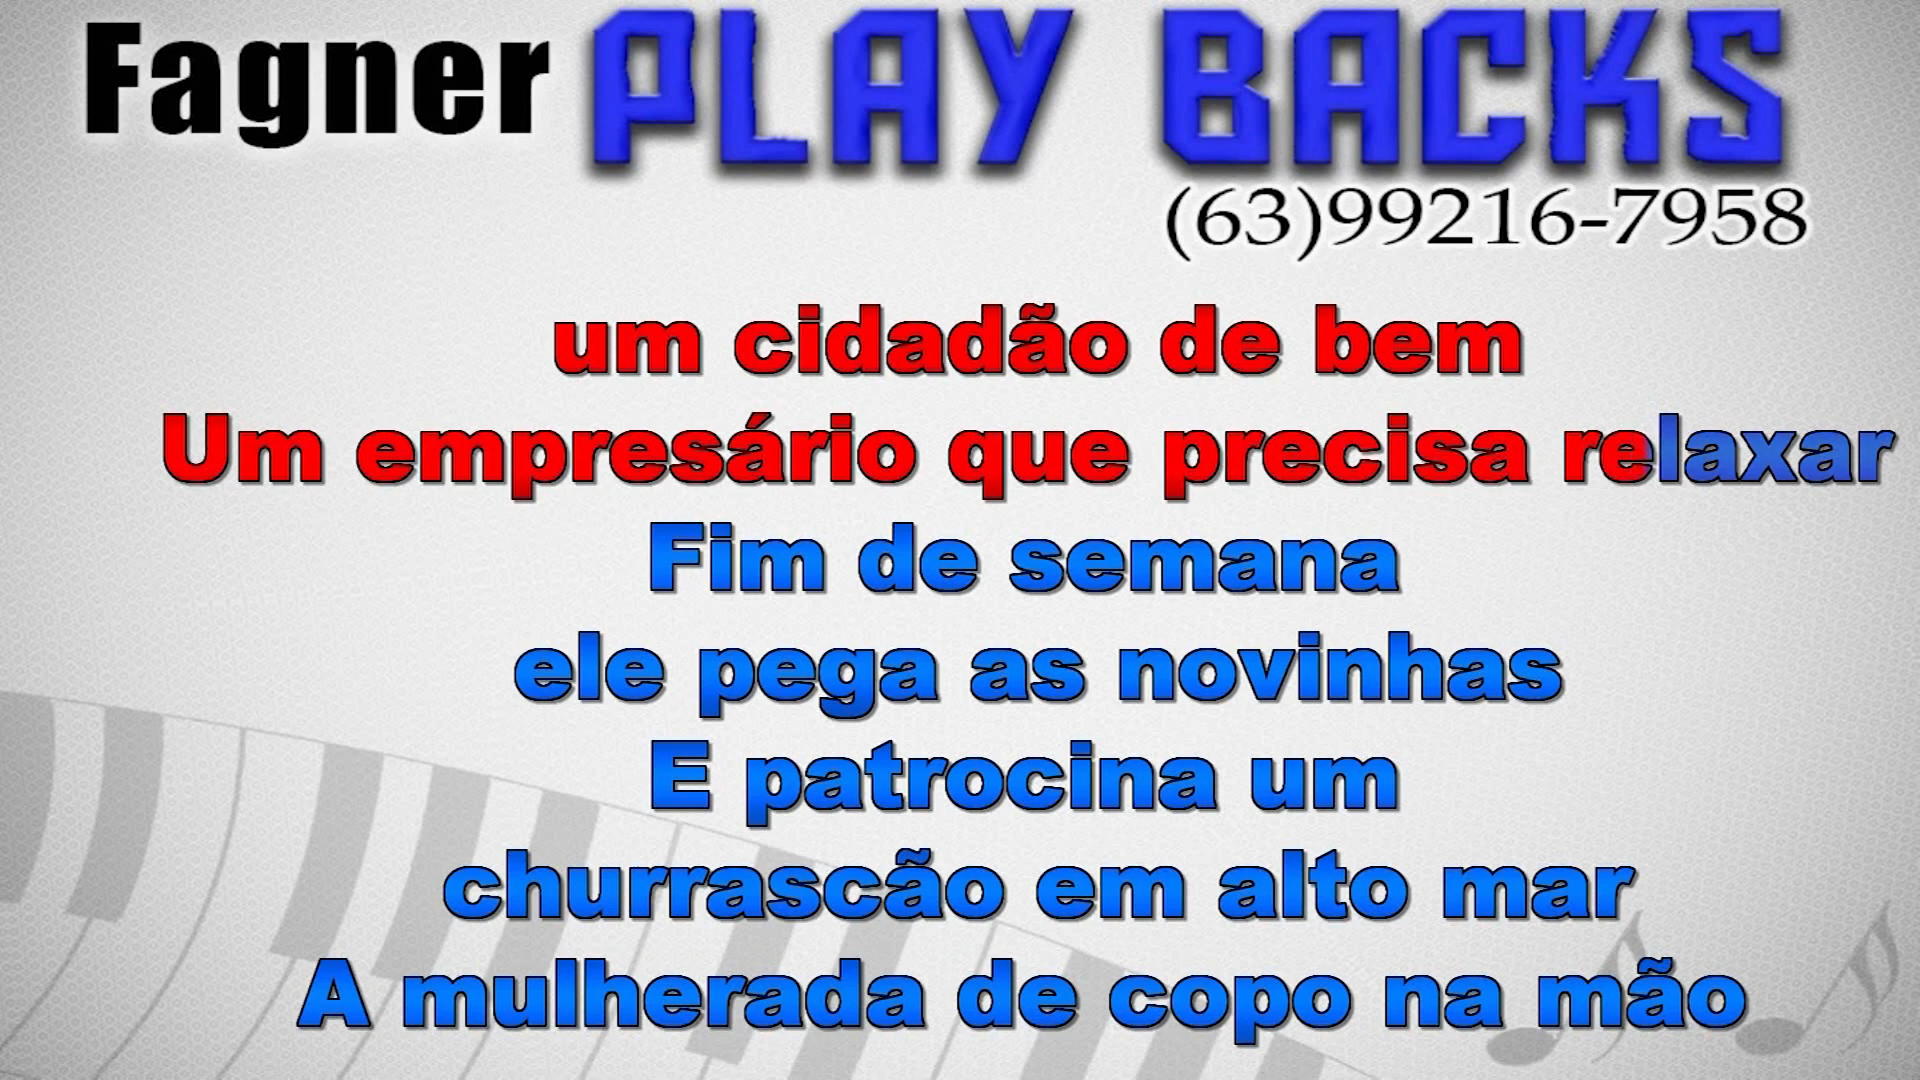 Fagner PLAY BACKS
(63)99216-7958
um cidadão de bem
Um empresário que precisa relaxar
Fim de semana
ele pega as novinhas
E patrocina um
churrascão em alto mar
A mulherada de copo na mão